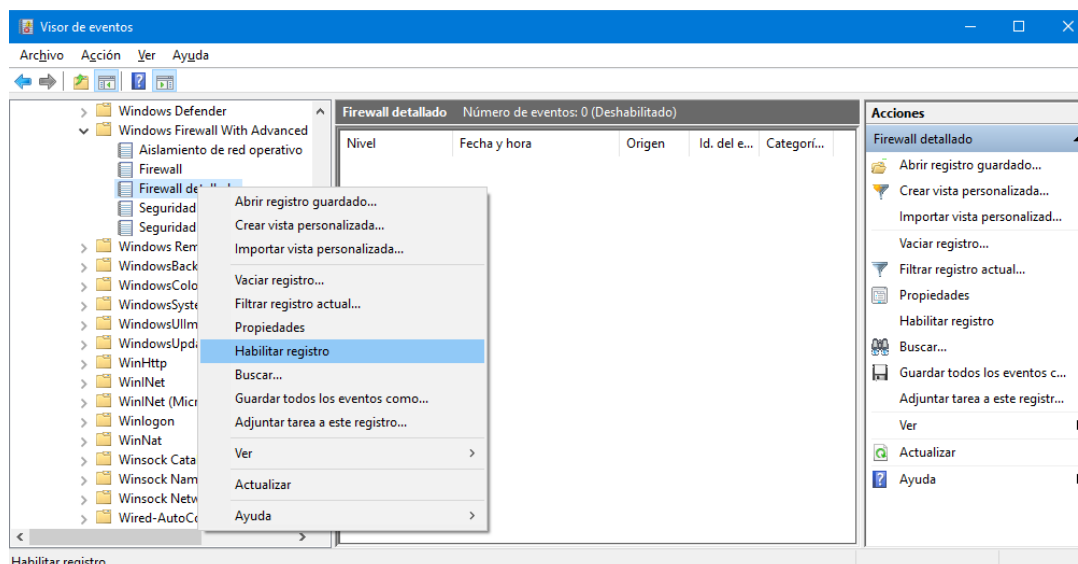 Visor de eventos
Archivo Acción Ver Ayuda
Windows Defender
Windows Firewall With Advanced
Aislamiento de red operativo
Firewall
Firewall
Seguridad
Seguridad
Windows Rem
WindowsBack
WindowsColo
WindowsSyste
WindowsUIIm
WindowsUpda
WinHttp
WinINet
WinINet (Micr
Winlogon
WinNat
Winsock Cata
Winsock Nam
Winsock Netw
Wired-AutoCo
Firewall detallado Número de eventos: 0 (Deshabilitado)
Nivel Fecha y hora Origen Id. del e... Categorí...
Abrir registro guardado...
Crear vista personalizada...
Importar vista personalizada...
Vaciar registro...
Filtrar registro actual...
Propiedades
Habilitar registro
Buscar...
Guardar todos los eventos como...
Adjuntar tarea a este registro...
Ver
Actualizar
Ayuda
Acciones
Firewall detallado
Abrir registro guardado...
Crear vista personalizada...
Importar vista personalizad...
Vaciar registro...
Filtrar registro actual...
Propiedades
Habilitar registro
Buscar...
Guardar todos los eventos c...
Adjuntar tarea a este registr...
Ver
Actualizar
Ayuda
Habilitar registro